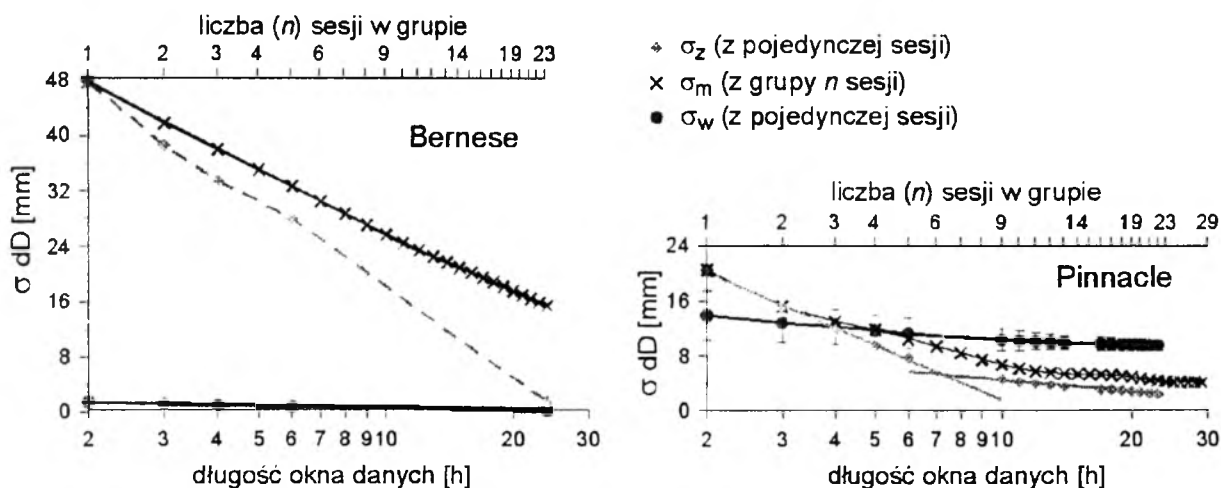 liczba (n) sesji w grupie
1 2 3 4 5 6 7 9 14 19 23
48
40
32
24
16
8
0
σ dD [mm]
Bernese
2 3 4 5 6 7 8 9 10 20 30
długość okna danych [h]
σz (z pojedynczej sesji)
σm (z grupy n sesji)
σw (z pojedynczej sesji)
liczba (n) sesji w grupie
1 2 3 4 6 9 14 19 23 29
24
16
8
0
σ dD [mm]
Pinnacle
2 3 4 5 6 7 8 9 10 20 30
długość okna danych [h]